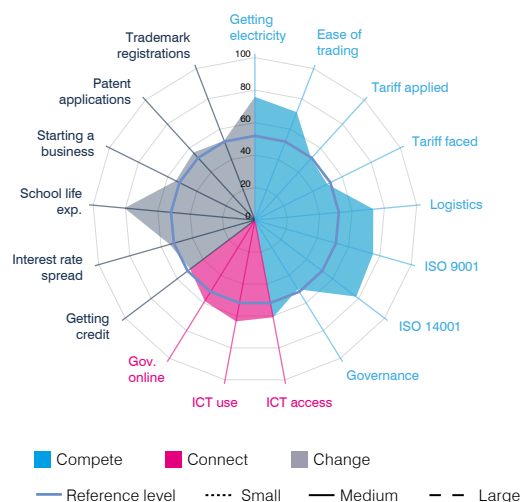 Getting
electricity
Ease of
trading
Tariff applied
Tariff faced
Logistics
ISO 9001
ISO 14001
Governance
ICT access
ICT use
Gov.
online
Getting
credit
Interest rate
spread
School life
exp.
Starting a
business
Patent
applications
Trademark
registrations
100
80
60
40
20
0
Compete Connect Change
Reference level Small Medium Large